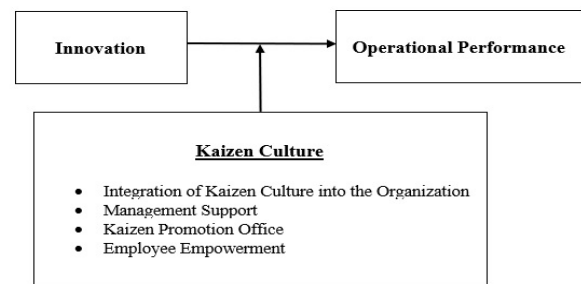 Innovation
Operational Performance
Kaizen Culture
• Integration of Kaizen Culture into the Organization
• Management Support
• Kaizen Promotion Office
• Employee Empowerment